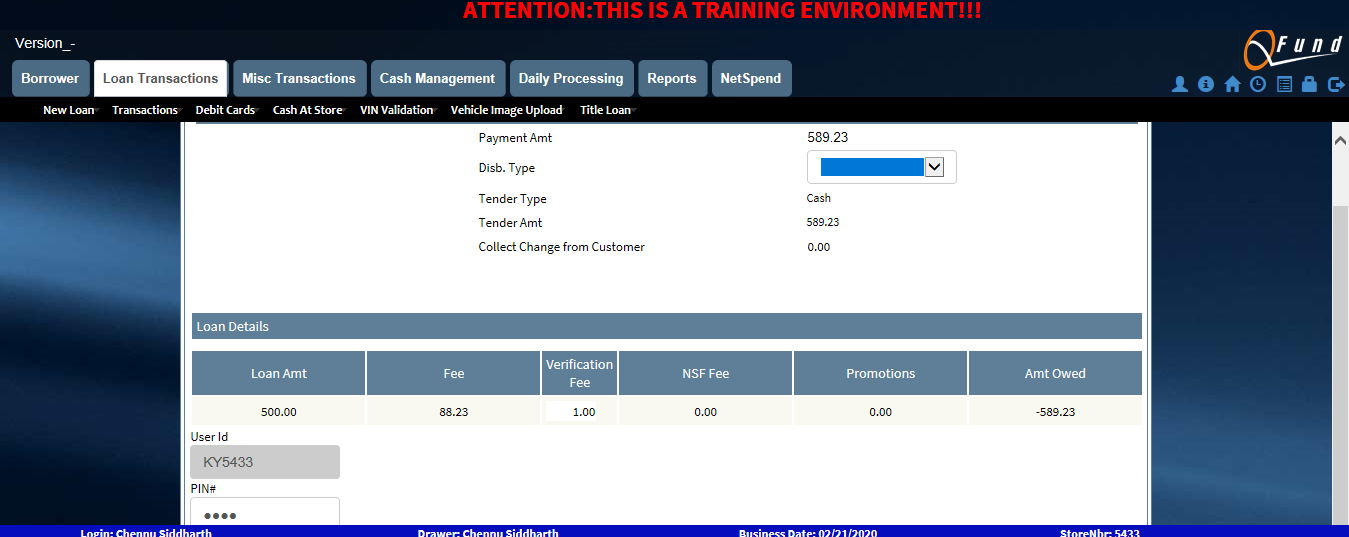 ATTENTION:THIS IS A TRAINING ENVIRONMENT!!!
Version_-
QFund
Borrower Loan Transactions Misc Transactions Cash Management Daily Processing Reports NetSpend
New Loan Transactions Debit Cards Cash At Store VIN Validation Vehicle Image Upload Title Loan
Payment Amt 589.23
Disb. Type
Tender Type Cash
Tender Amt 589.23
Collect Change from Customer 0.00
Loan Details
Loan Amt Fee Verification Fee NSF Fee Promotions Amt Owed
500.00 88.23 1.00 0.00 0.00 -589.23
User Id
KY5433
PIN#
••••
Login: Chennu Siddharth Drawer: Chennu Siddharth Business Date: 02/21/2020 StoreNbr: 5433